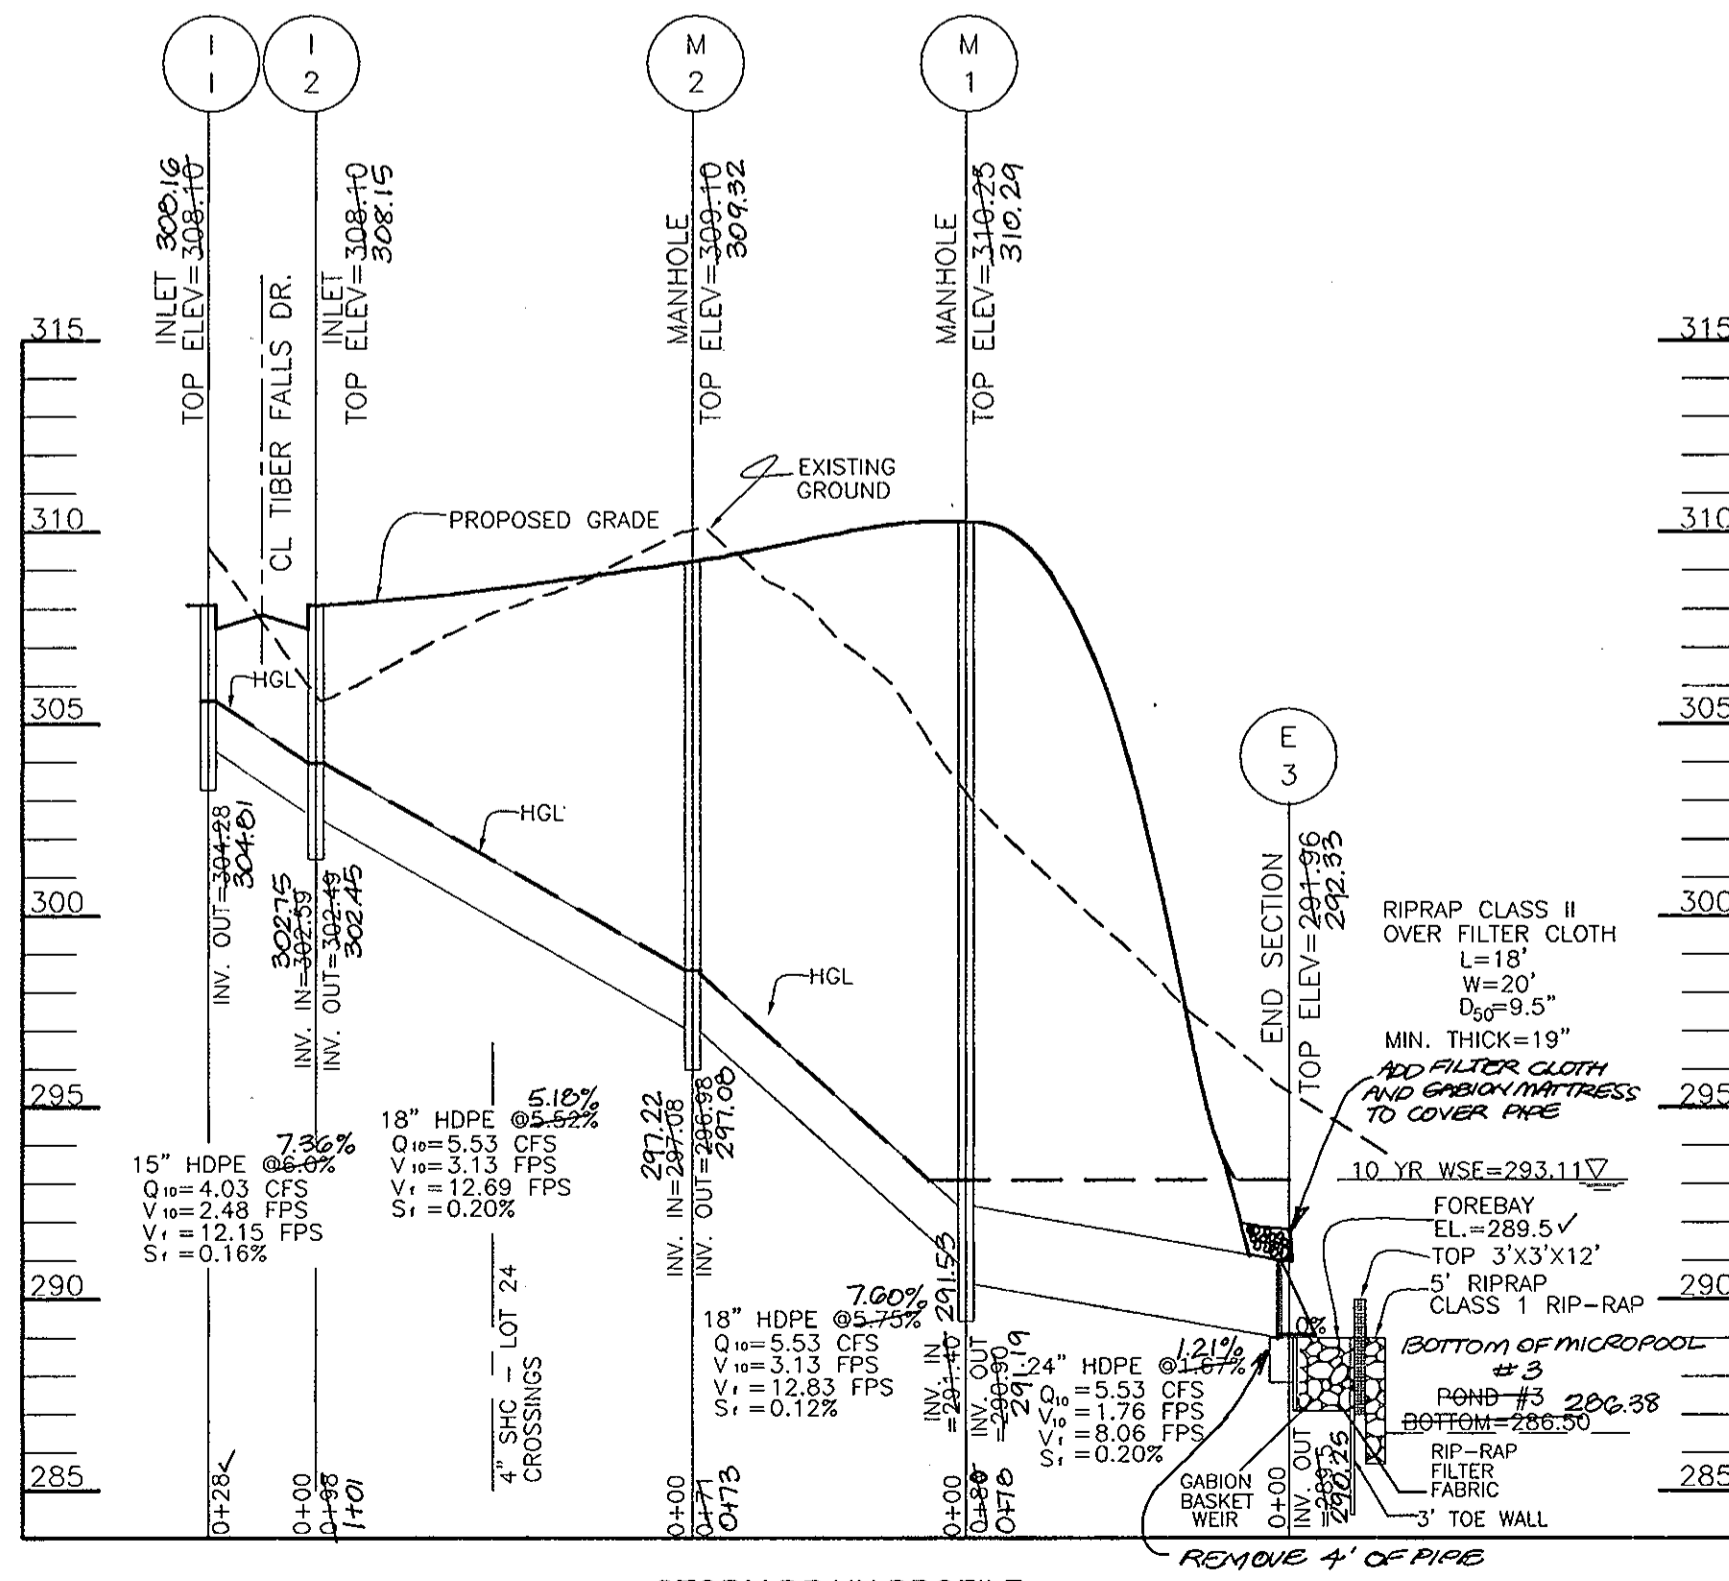 I
1
I
2
M
2
M
1
INLET 308.16
TOP ELEV=308.10
CL TIBER FALLS DR.
INLET
TOP ELEV=308.10
308.15
MANHOLE
TOP ELEV=309.10
309.32
MANHOLE
TOP ELEV=310.23
310.29
315
310
305
300
295
290
285
315
310
305
300
295
290
285
EXISTING
GROUND
PROPOSED GRADE
HGL
HGL
HGL
E
3
END SECTION
TOP ELEV=291.96
292.33
INV. OUT=304.28
304.81
302.75
INV. IN=302.59
INV. OUT=302.49
302.45
297.22
INV. IN=297.08
INV. OUT=296.98
297.08
291.53
INV. IN
=291.40
INV. OUT
=290.90
291.19
INV. OUT
290.25
7.36%
15" HDPE @6.0%
Q10=4.03 CFS
V10=2.48 FPS
Vf =12.15 FPS
Sf =0.16%
5.18%
18" HDPE @5.52%
Q10=5.53 CFS
V10=3.13 FPS
Vf =12.69 FPS
Sf =0.20%
4" SHC – LOT 24
CROSSINGS
7.60%
18" HDPE @5.75%
Q10=5.53 CFS
V10=3.13 FPS
Vf =12.83 FPS
Sf =0.12%
1.21%
24" HDPE @1.67%
Q10=5.53 CFS
V10=1.76 FPS
Vf =8.06 FPS
Sf =0.20%
RIPRAP CLASS II
OVER FILTER CLOTH
L=18'
W=20'
D50=9.5"
MIN. THICK=19"
ADD FILTER CLOTH
AND GABION MATTRESS
TO COVER PIPE
10 YR WSE=293.11
FOREBAY
EL.=289.5✓
TOP 3'X3'X12'
5' RIPRAP
CLASS 1 RIP-RAP
0%
BOTTOM OF MICROPOOL
#3
POND #3
286.38
BOTTOM=286.50
RIP-RAP
FILTER
FABRIC
3' TOE WALL
GABION
BASKET
WEIR
REMOVE 4' OF PIPE
0+28✓
0+00
0+98
1+01
0+00
0+71
0+73
0+00
0+80
0+78
0+00